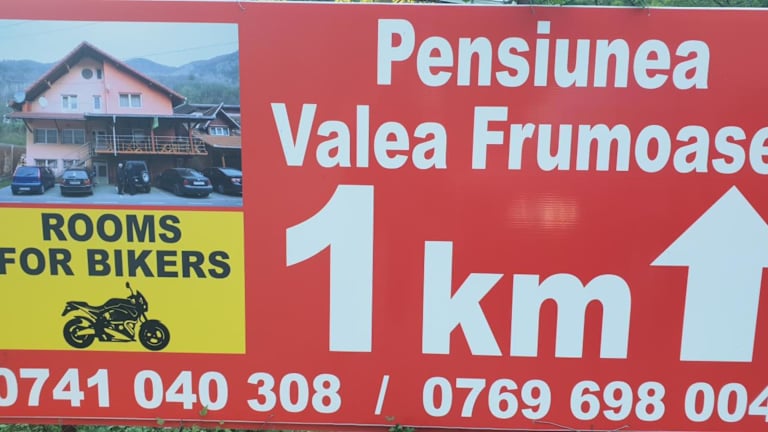 Pensiunea
Valea Frumoase
ROOMS
FOR BIKERS
1 km
0741 040 308 / 0769 698 004